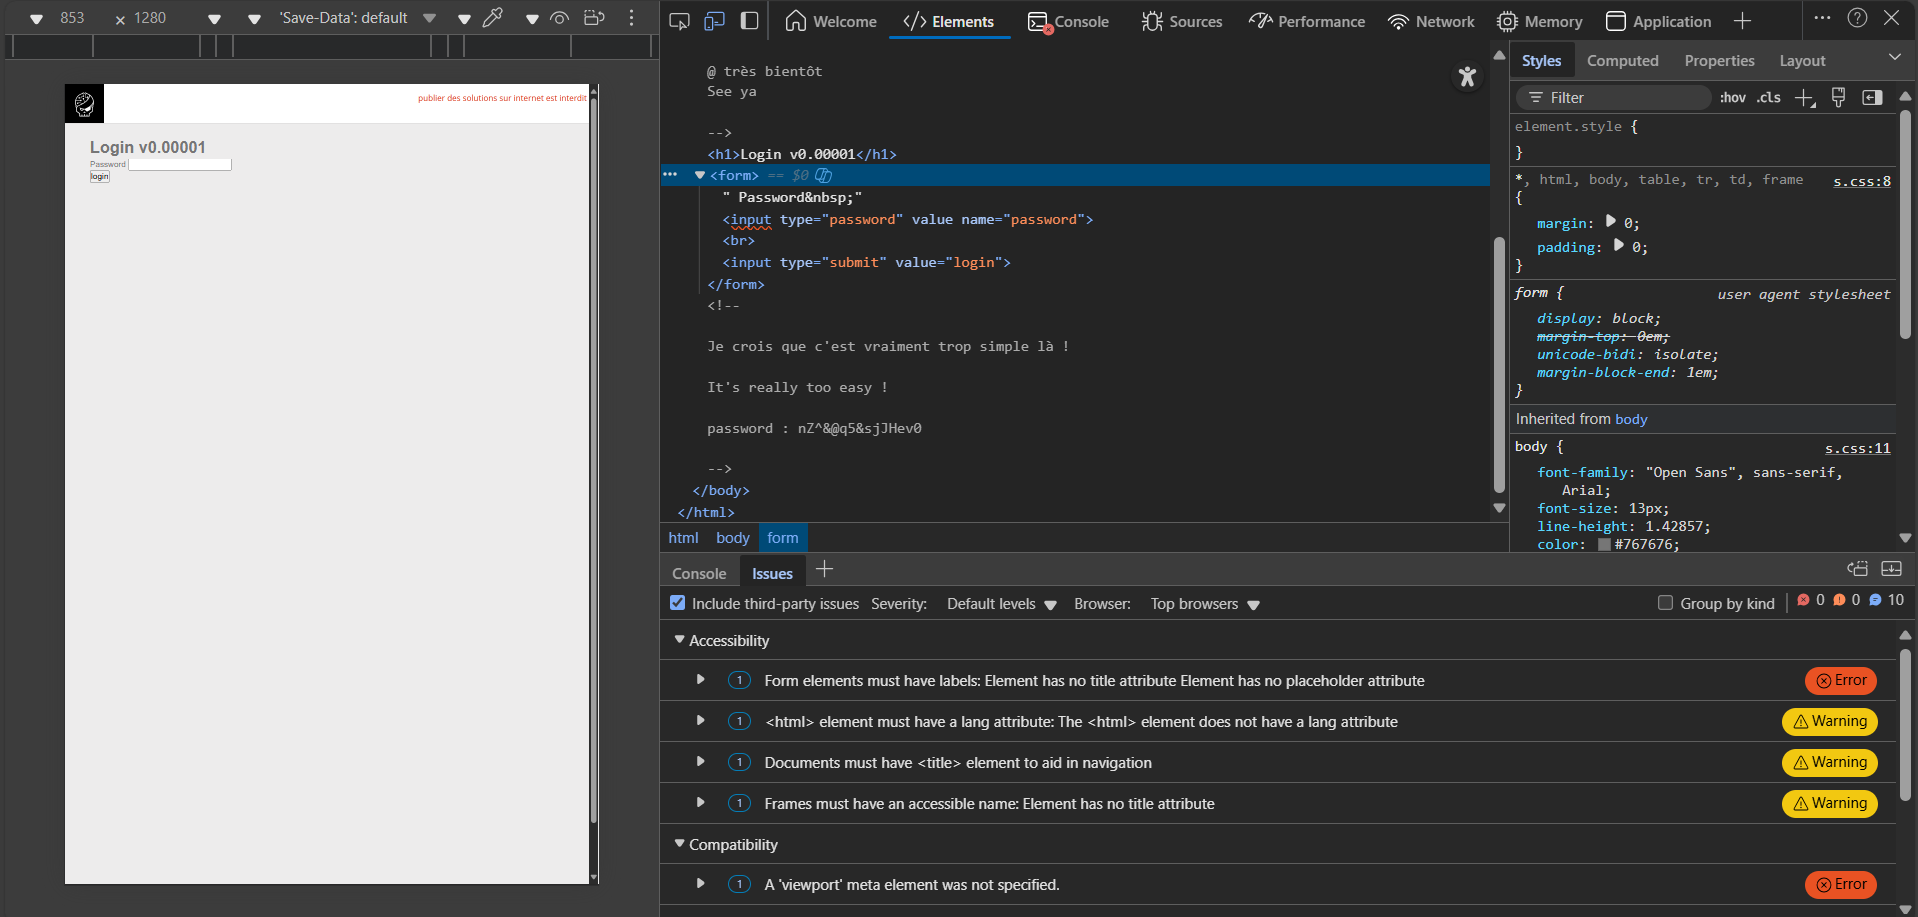 853 × 1280 'Save-Data': default
publier des solutions sur internet est interdit
Login v0.00001
Password
login
Welcome Elements Console Sources Performance Network Memory Application
@ très bientôt
See ya
-->
<h1>Login v0.00001</h1>
<form> == $0
" Password&nbsp;"
<input type="password" value name="password">
<br>
<input type="submit" value="login">
</form>
<!--
Je crois que c'est vraiment trop simple là !
It's really too easy !
password : nZ^&@q5&sjJHev0
-->
</body>
</html>
html body form
Styles Computed Properties Layout
Filter :hov .cls
element.style {
}
*, html, body, table, tr, td, frame s.css:8
{
margin: 0;
padding: 0;
}
form { user agent stylesheet
display: block;
margin-top: 0em;
unicode-bidi: isolate;
margin-block-end: 1em;
}
Inherited from body
body { s.css:11
font-family: "Open Sans", sans-serif,
Arial;
font-size: 13px;
line-height: 1.42857;
color: #767676;
Console Issues
Include third-party issues Severity: Default levels Browser: Top browsers Group by kind 0 0 10
Accessibility
1 Form elements must have labels: Element has no title attribute Element has no placeholder attribute Error
1 <html> element must have a lang attribute: The <html> element does not have a lang attribute Warning
1 Documents must have <title> element to aid in navigation Warning
1 Frames must have an accessible name: Element has no title attribute Warning
Compatibility
1 A 'viewport' meta element was not specified. Error